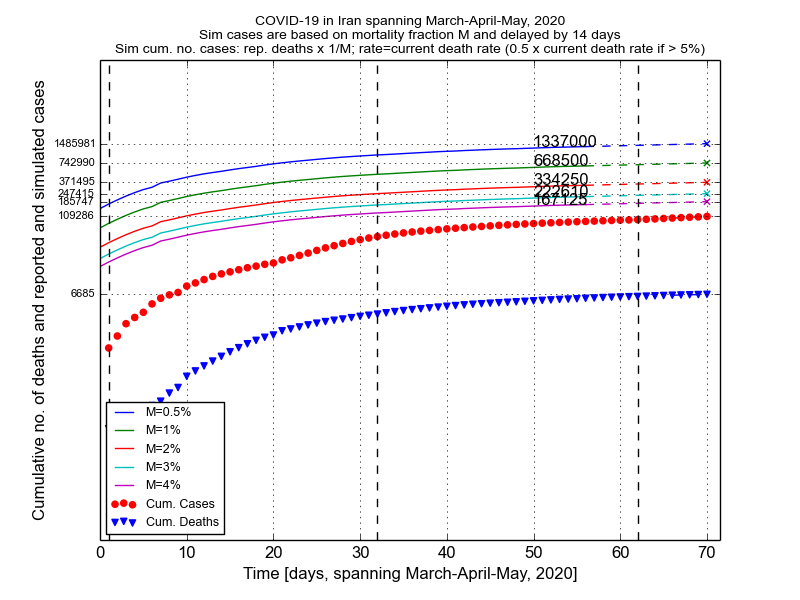 COVID-19 in Iran spanning March-April-May, 2020
Sim cases are based on mortality fraction M and delayed by 14 days
Sim cum. no. cases: rep. deaths x 1/M; rate=current death rate (0.5 x current death rate if > 5%)
Cumulative no. of deaths and reported and simulated cases
1485981
742990
371495
247415
185747
109286
6685
1337000
668500
334250
222610
167125
M=0.5%
M=1%
M=2%
M=3%
M=4%
Cum. Cases
Cum. Deaths
0 10 20 30 40 50 60 70
Time [days, spanning March-April-May, 2020]